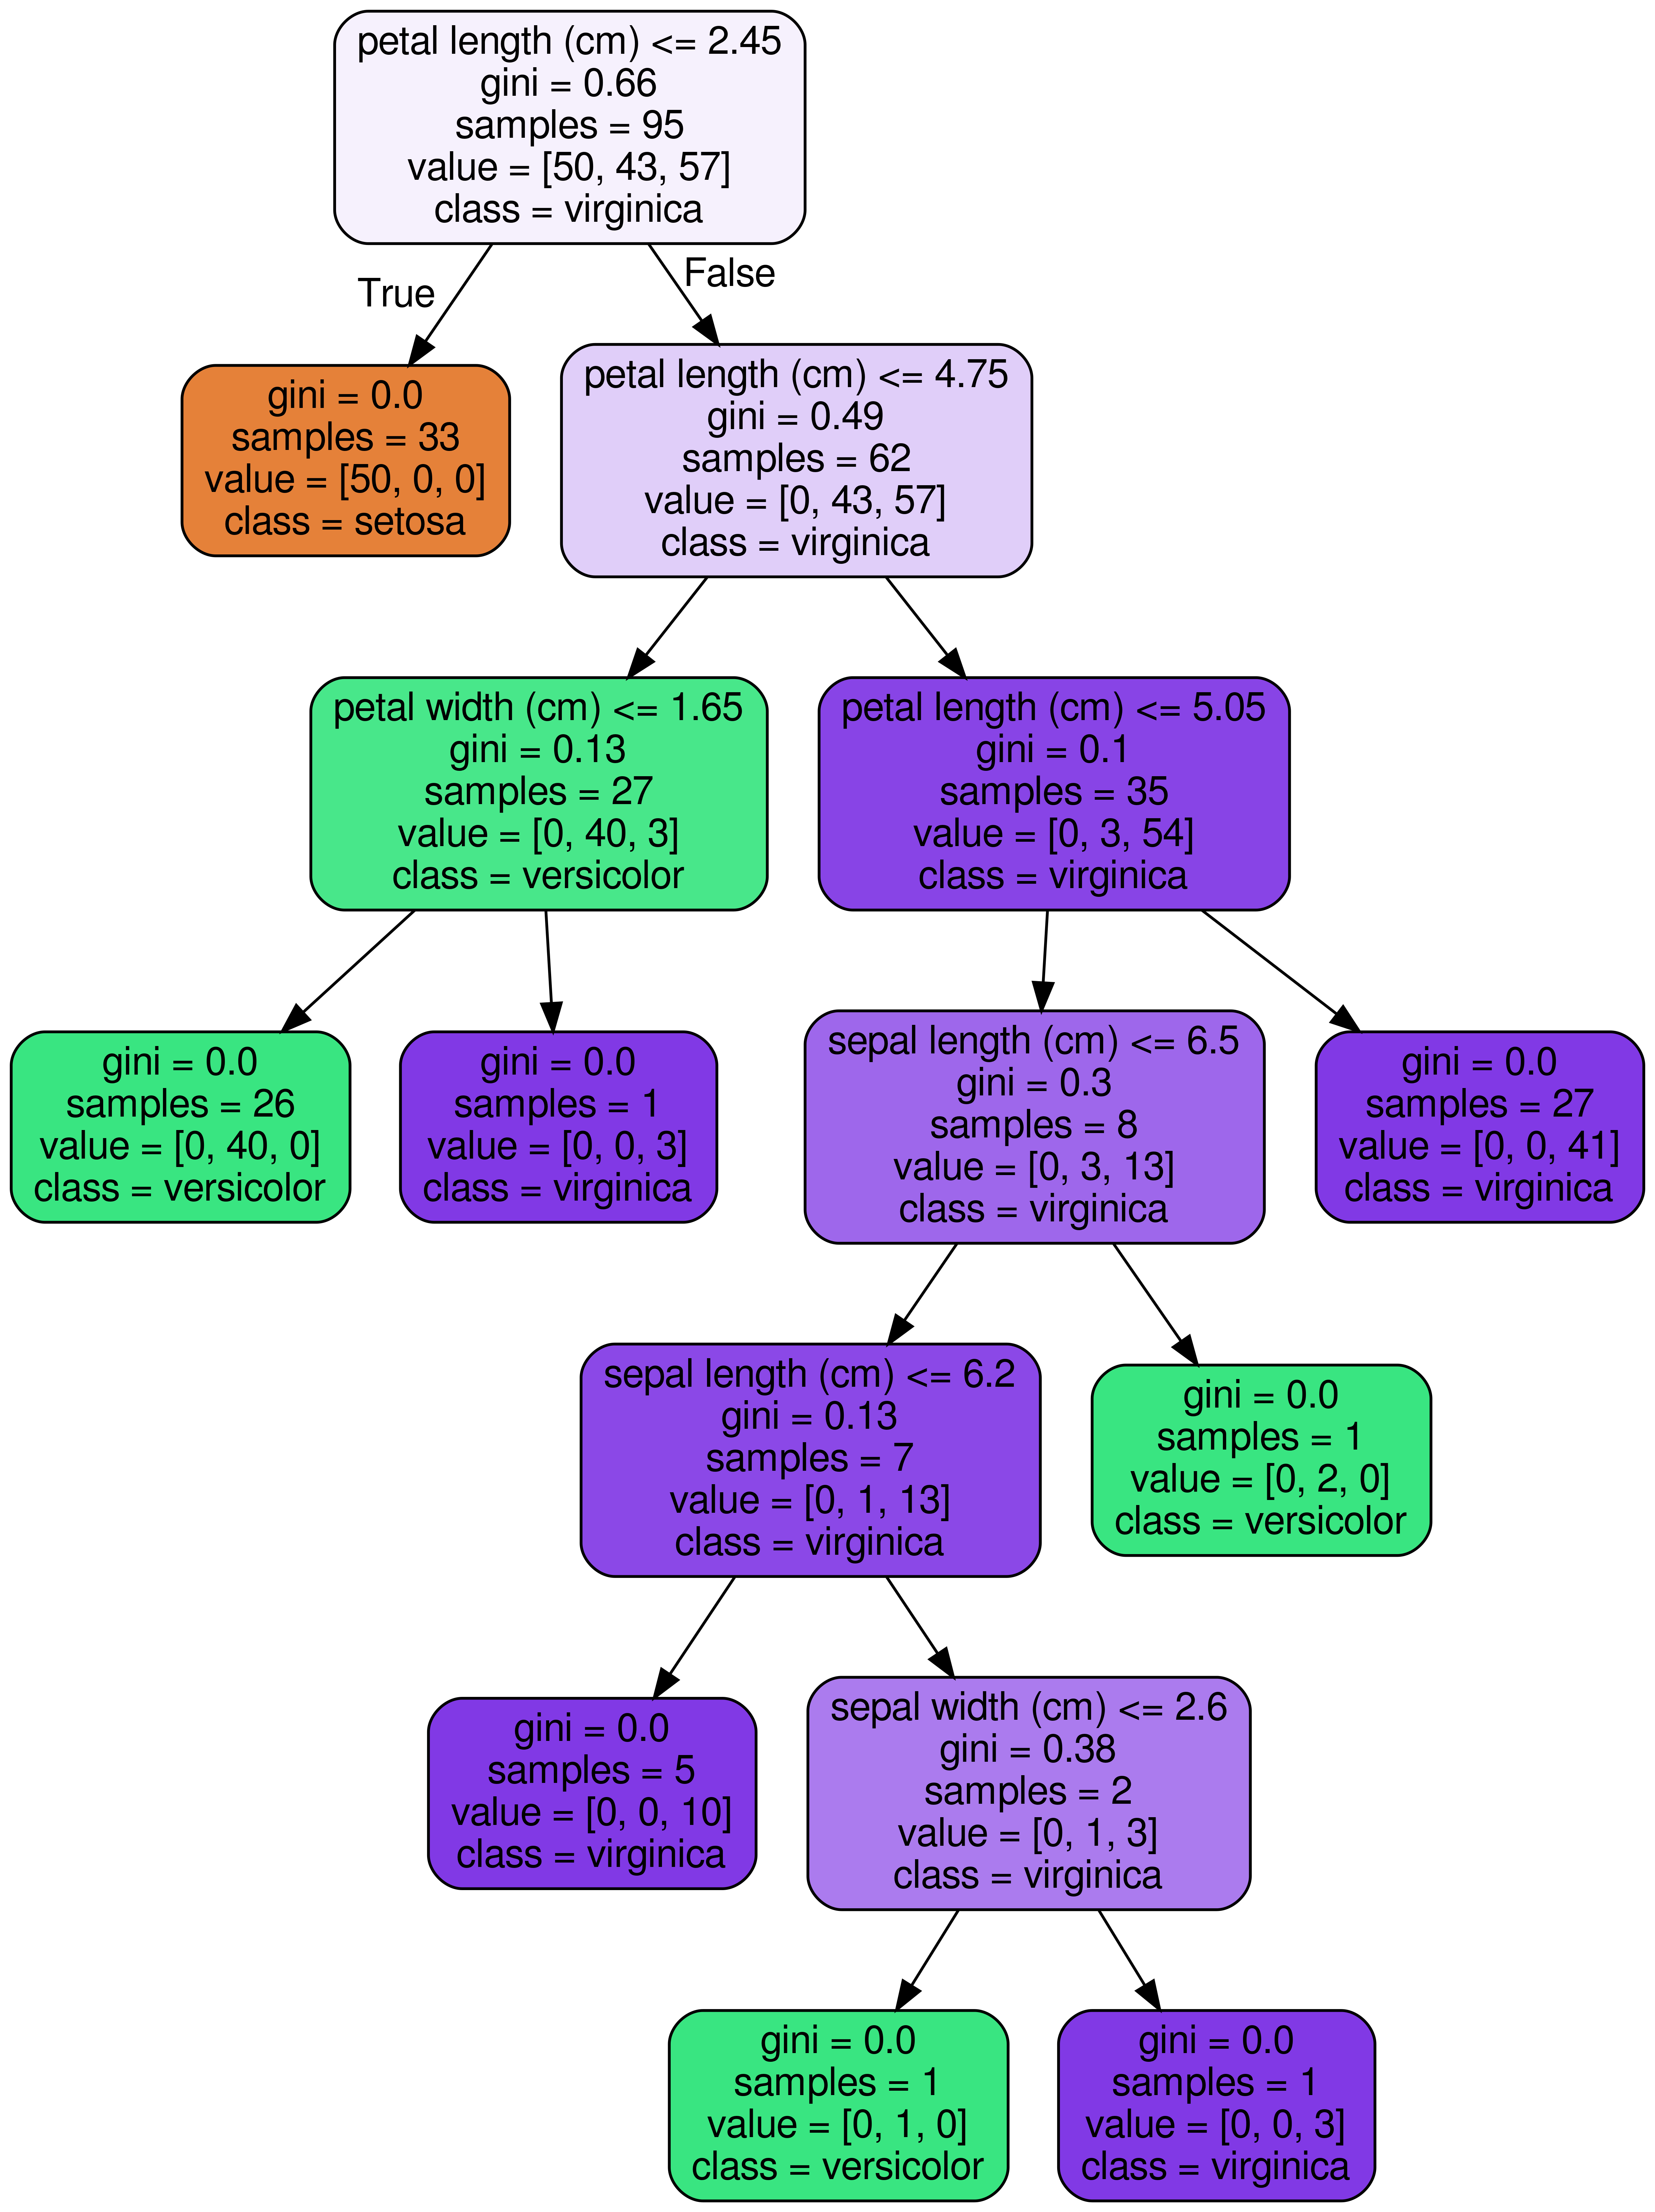 petal length (cm) <= 2.45
gini = 0.66
samples = 95
value = [50, 43, 57]
class = virginica
True
False
gini = 0.0
samples = 33
value = [50, 0, 0]
class = setosa
petal length (cm) <= 4.75
gini = 0.49
samples = 62
value = [0, 43, 57]
class = virginica
petal width (cm) <= 1.65
gini = 0.13
samples = 27
value = [0, 40, 3]
class = versicolor
petal length (cm) <= 5.05
gini = 0.1
samples = 35
value = [0, 3, 54]
class = virginica
gini = 0.0
samples = 26
value = [0, 40, 0]
class = versicolor
gini = 0.0
samples = 1
value = [0, 0, 3]
class = virginica
sepal length (cm) <= 6.5
gini = 0.3
samples = 8
value = [0, 3, 13]
class = virginica
gini = 0.0
samples = 27
value = [0, 0, 41]
class = virginica
sepal length (cm) <= 6.2
gini = 0.13
samples = 7
value = [0, 1, 13]
class = virginica
gini = 0.0
samples = 1
value = [0, 2, 0]
class = versicolor
gini = 0.0
samples = 5
value = [0, 0, 10]
class = virginica
sepal width (cm) <= 2.6
gini = 0.38
samples = 2
value = [0, 1, 3]
class = virginica
gini = 0.0
samples = 1
value = [0, 1, 0]
class = versicolor
gini = 0.0
samples = 1
value = [0, 0, 3]
class = virginica